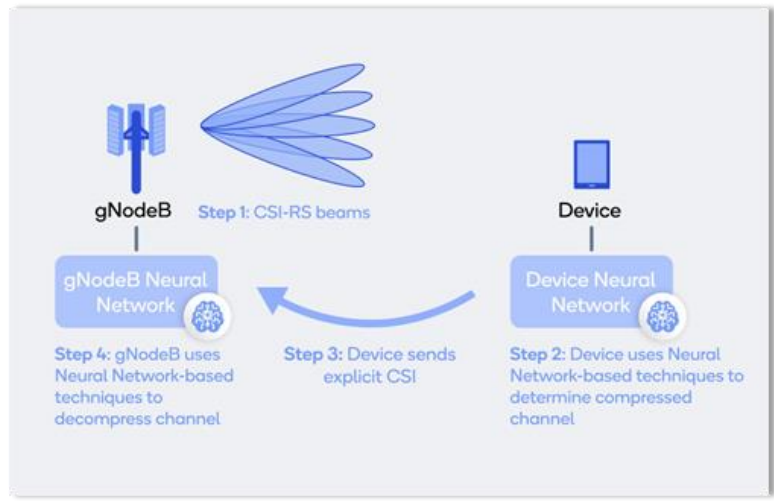 gNodeB
Step 1: CSI-RS beams
Device
gNodeB Neural
Network
Device Neural
Network
Step 4: gNodeB uses
Neural Network-based
techniques to
decompress channel
Step 3: Device sends
explicit CSI
Step 2: Device uses Neural
Network-based techniques to
determine compressed
channel